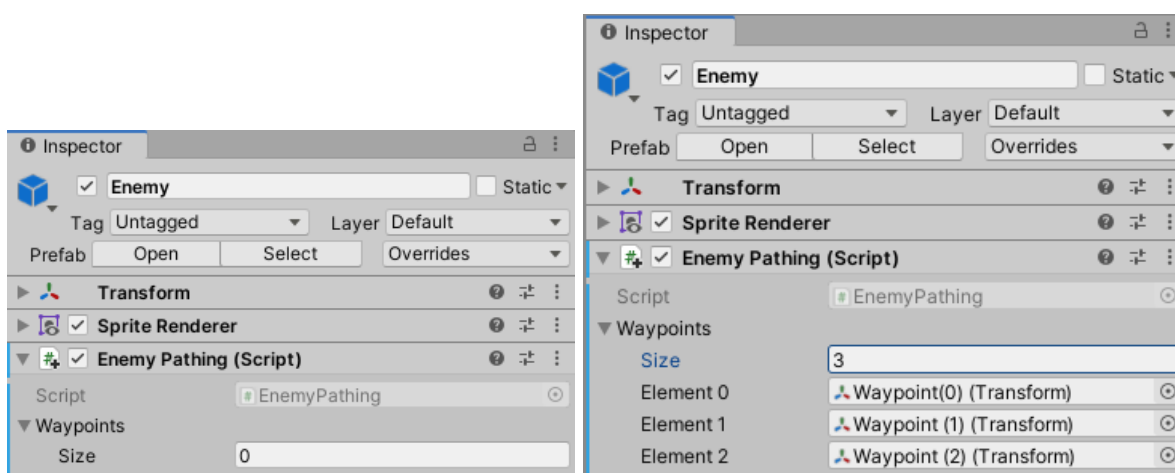 Inspector
Enemy Static
Tag Untagged Layer Default
Prefab Open Select Overrides
Transform
Sprite Renderer
Enemy Pathing (Script)
Script # EnemyPathing
Waypoints
Size 0
Inspector
Enemy Static
Tag Untagged Layer Default
Prefab Open Select Overrides
Transform
Sprite Renderer
Enemy Pathing (Script)
Script # EnemyPathing
Waypoints
Size 3
Element 0 Waypoint(0) (Transform)
Element 1 Waypoint (1) (Transform)
Element 2 Waypoint (2) (Transform)